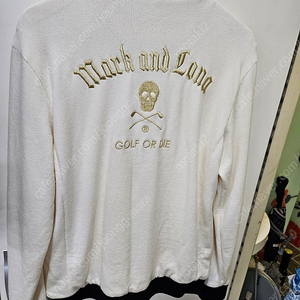 Mark and Lona
®
GOLF OR DIE